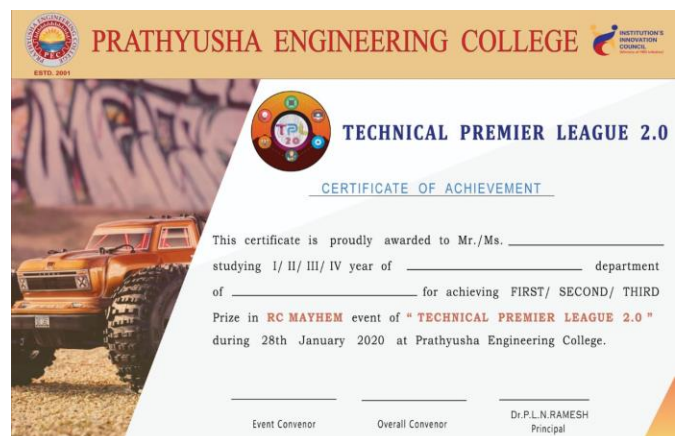 PRATHYUSHA ENGINEERING COLLEGE
INSTITUTION'S
INNOVATION
COUNCIL
ESTD. 2001
TPL
2 0
TECHNICAL PREMIER LEAGUE 2.0
CERTIFICATE OF ACHIEVEMENT
This certificate is proudly awarded to Mr./Ms.
studying I/ II/ III/ IV year of department
of for achieving FIRST/ SECOND/ THIRD
Prize in RC MAYHEM event of “ TECHNICAL PREMIER LEAGUE 2.0 ”
during 28th January 2020 at Prathyusha Engineering College.
Event Convenor Overall Convenor Dr.P.L.N.RAMESH
Principal